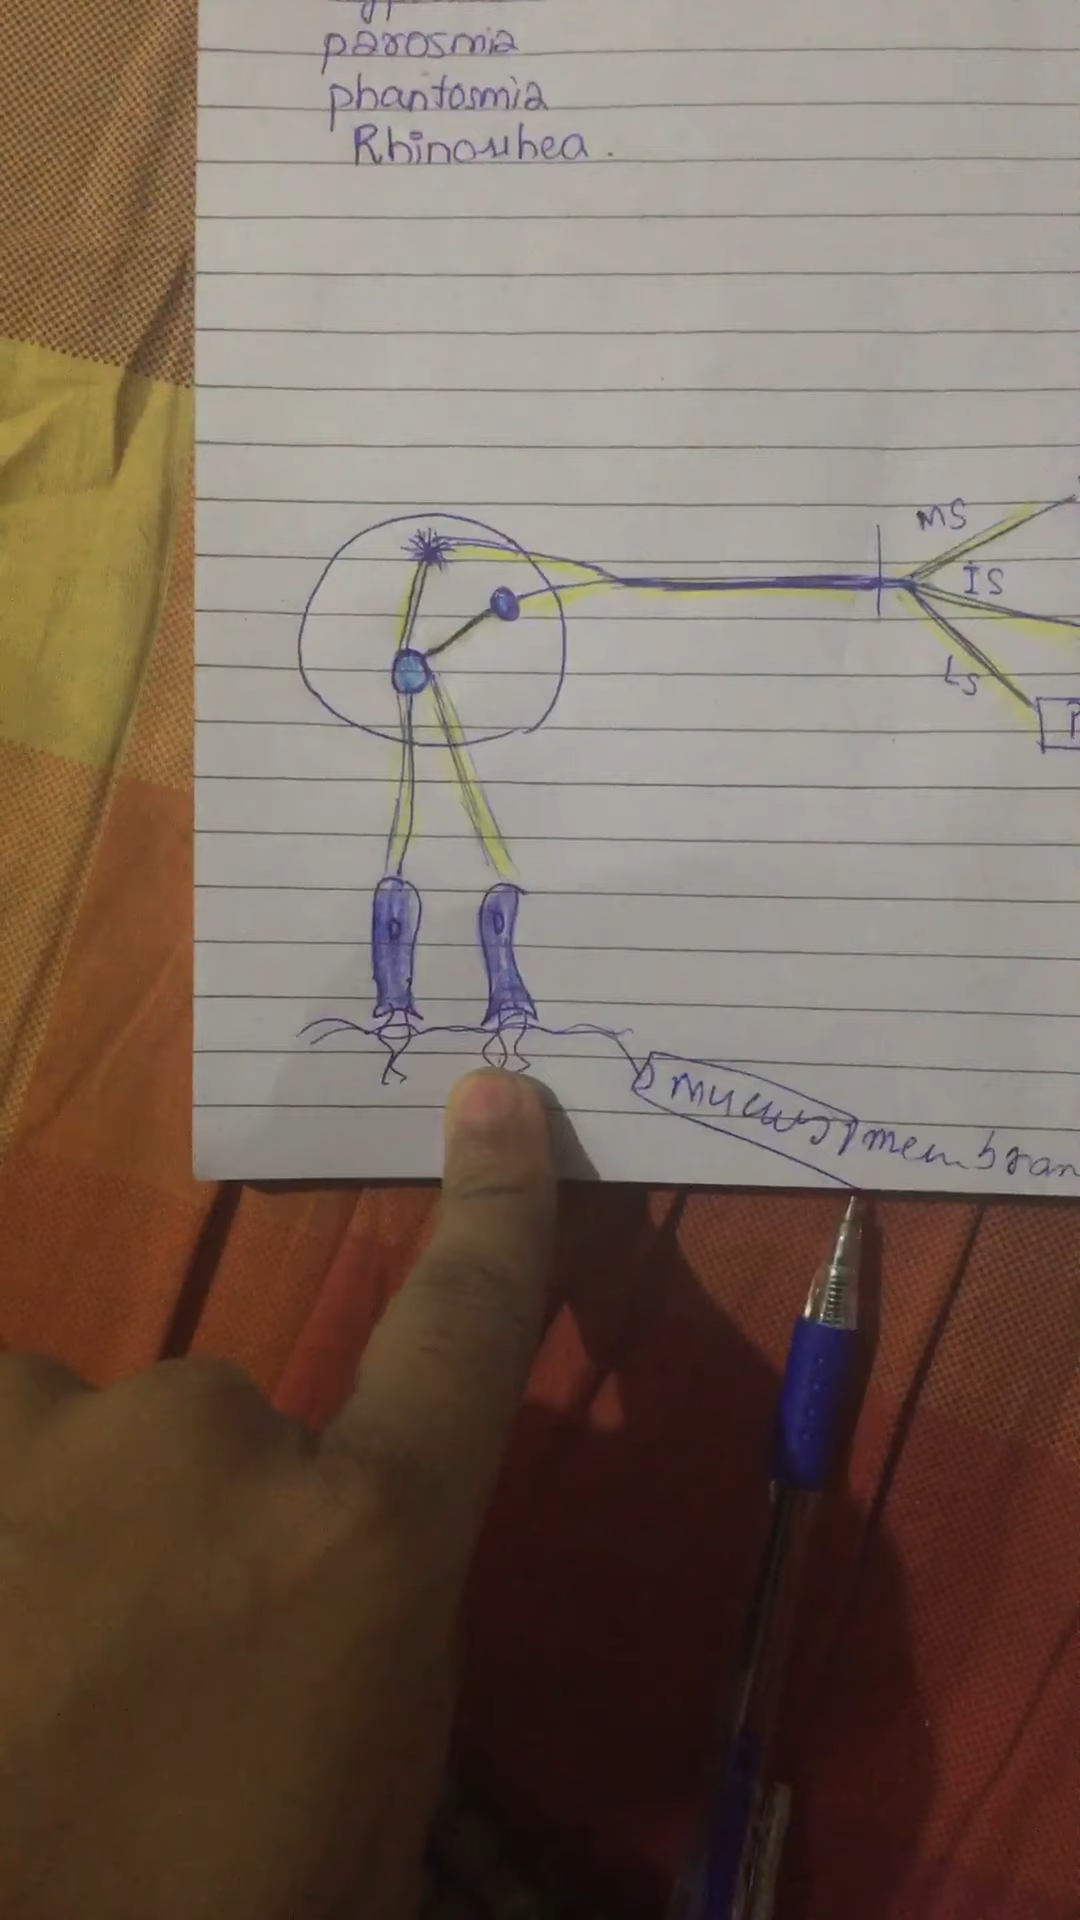 parosmia
phantosmia
Rhinorrhea.
MS
IS
LS
mucus membran